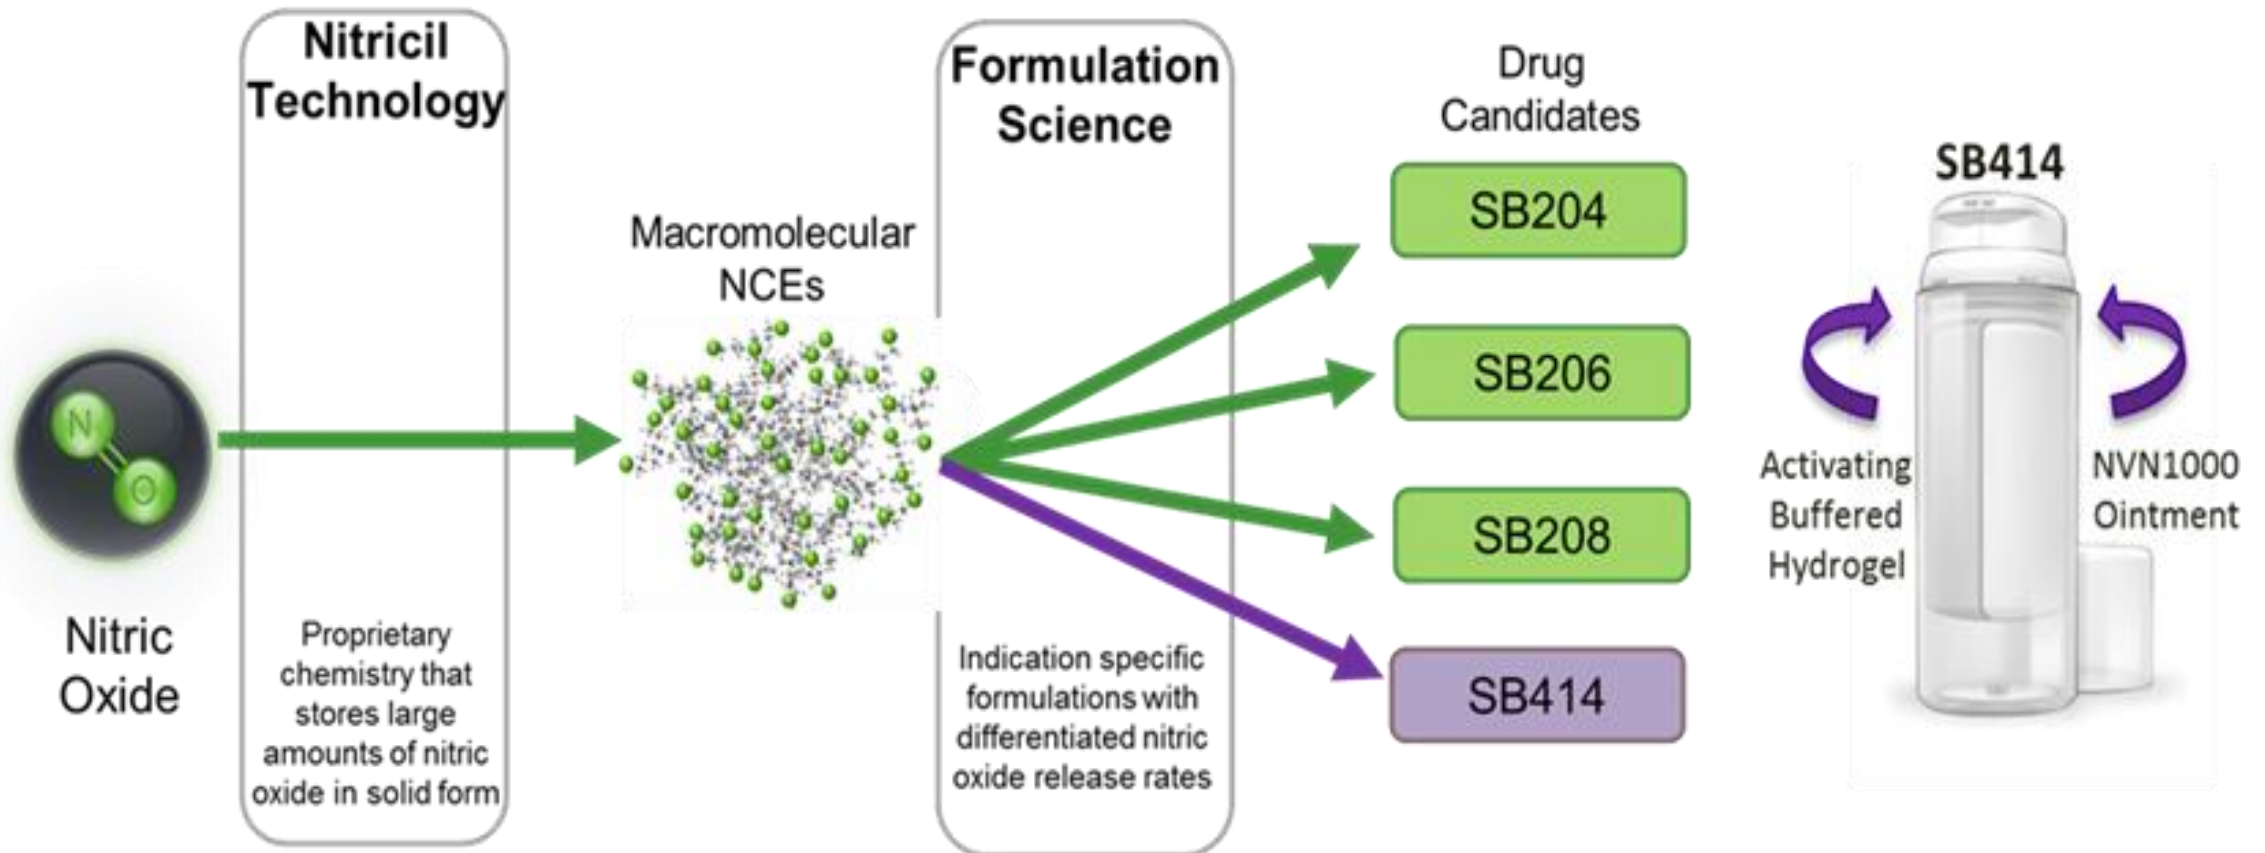 Nitricil
Technology
Proprietary
chemistry that
stores large
amounts of nitric
oxide in solid form
N
O
Nitric
Oxide
Macromolecular
NCEs
Formulation
Science
Indication specific
formulations with
differentiated nitric
oxide release rates
Drug
Candidates
SB204
SB206
SB208
SB414
SB414
Activating
Buffered
Hydrogel
NVN1000
Ointment